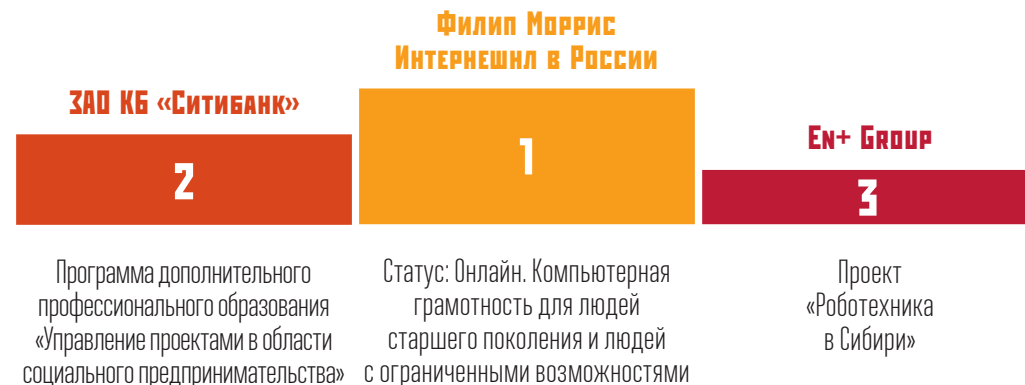 Филип Моррис
Интернешнл в России
ЗАО КБ «Ситибанк»
En+ Group
2
1
3
Программа дополнительного
профессионального образования
«Управление проектами в области
социального предпринимательства»
Статус: Онлайн. Компьютерная
грамотность для людей
старшего поколения и людей
с ограниченными возможностями
Проект
«Роботехника
в Сибири»